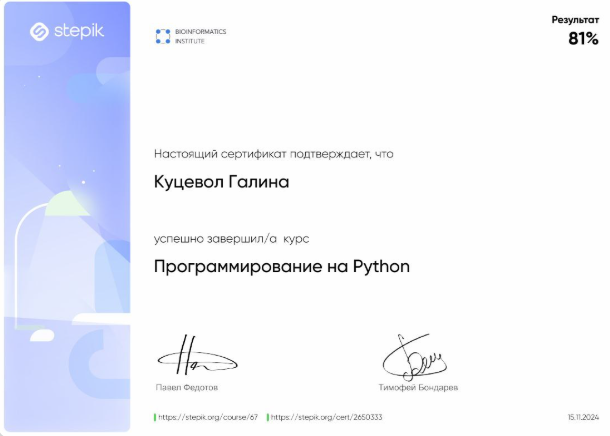 stepik
BIOINFORMATICS
INSTITUTE
Результат
81%
Настоящий сертификат подтверждает, что
Куцевол Галина
успешно завершил/а курс
Программирование на Python
Павел Федотов
Тимофей Бондарев
https://stepik.org/course/67
https://stepik.org/cert/2650333
15.11.2024